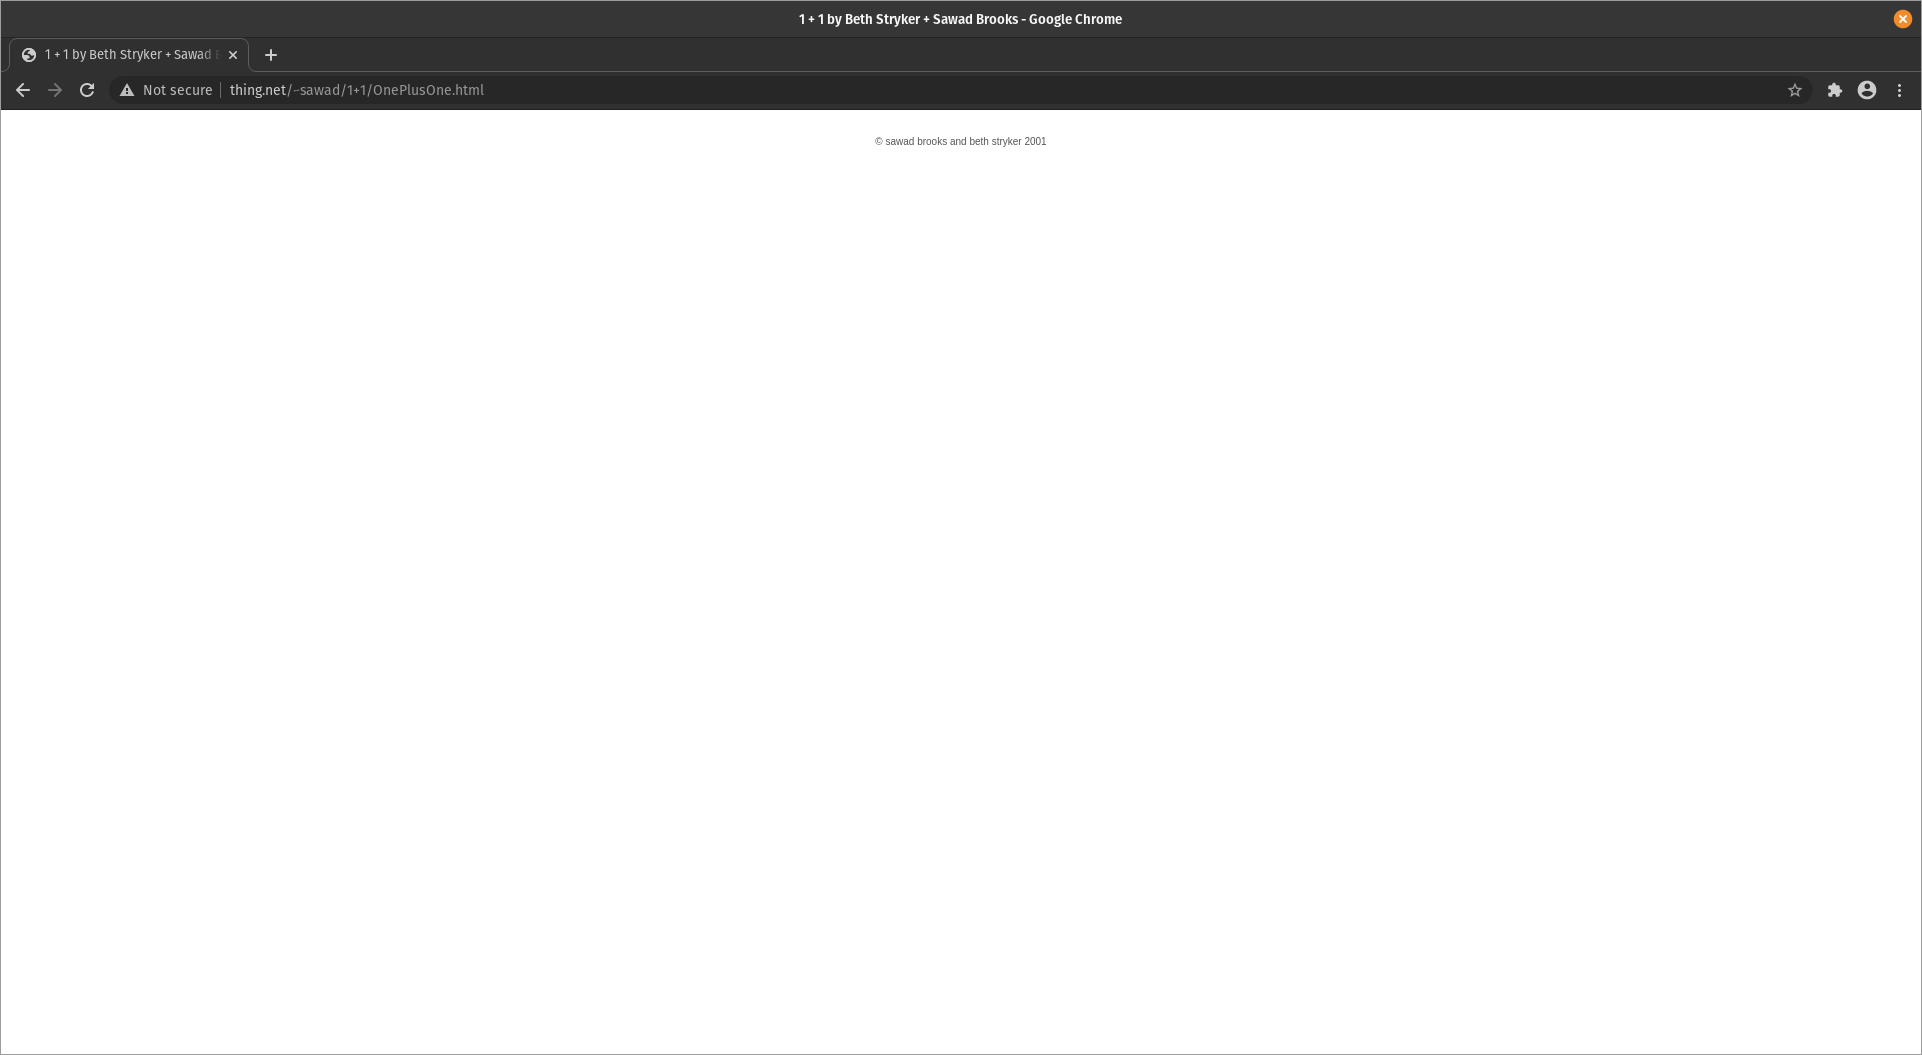 1 + 1 by Beth Stryker + Sawad Brooks - Google Chrome
1 + 1 by Beth Stryker + Sawad
Not secure
thing.net/~sawad/1+1/OnePlusOne.html
© sawad brooks and beth stryker 2001